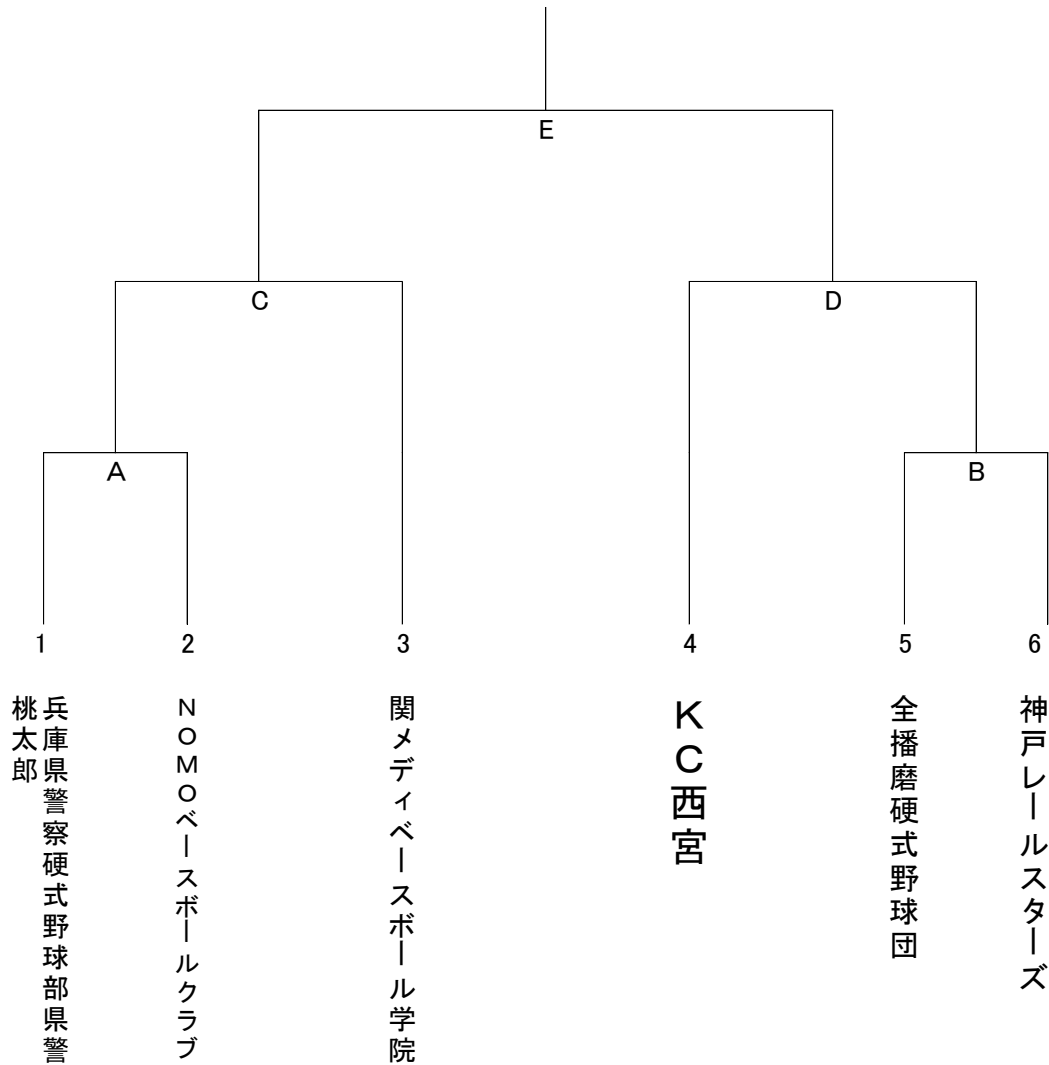 E
C
D
A
B
1
2
3
4
5
6
兵庫県警察硬式野球部県警
桃太郎
NOMOベースボールクラブ
関メディベースボール学院
KC西宮
全播磨硬式野球団
神戸レールスターズ